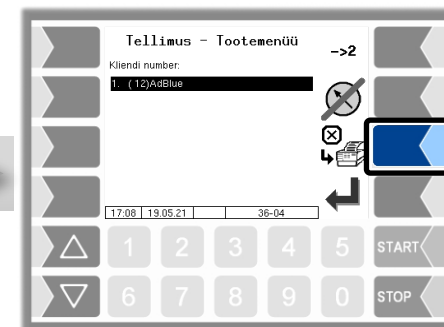 Tellimus - Tootemenüü
->2
Kliendi number:
1. (12)AdBlue
17:08 19.05.21 36-04
1 2 3 4 5 START
6 7 8 9 0 STOP